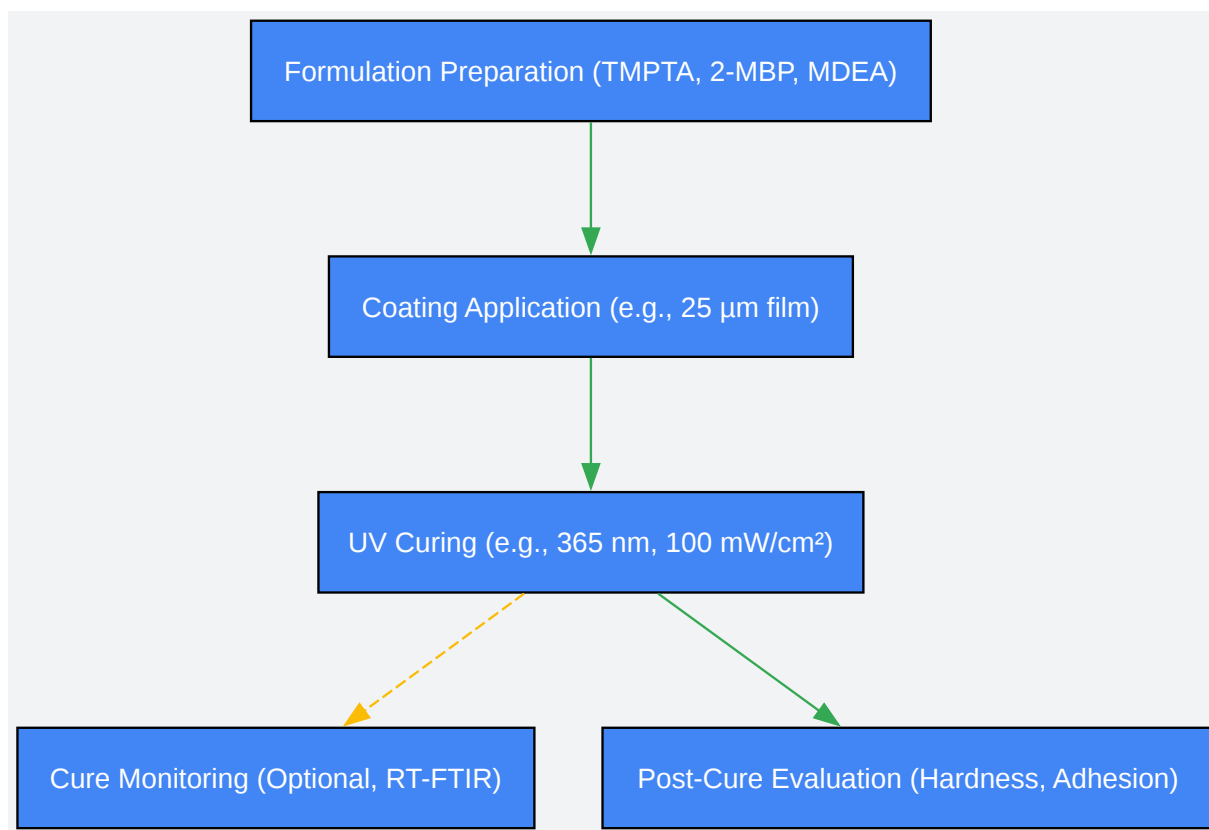 Formulation Preparation (TMPTA, 2-MBP, MDEA)
Coating Application (e.g., 25 µm film)
UV Curing (e.g., 365 nm, 100 mW/cm²)
Cure Monitoring (Optional, RT-FTIR)
Post-Cure Evaluation (Hardness, Adhesion)